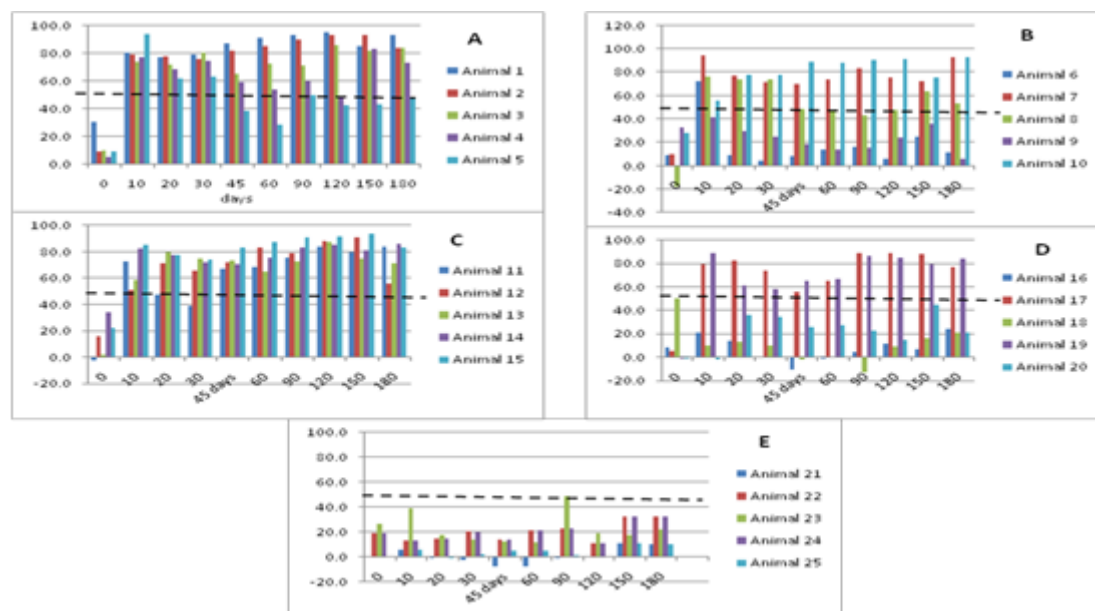 A
100.0
80.0
60.0
40.0
20.0
0.0
0 10 20 30 45 60 90 120 150 180
days
Animal 1
Animal 2
Animal 3
Animal 4
Animal 5
B
120.0
100.0
80.0
60.0
40.0
20.0
0.0
-20.0
-40.0
0 10 20 30 45 days 60 90 120 150 180
Animal 6
Animal 7
Animal 8
Animal 9
Animal 10
C
100.0
80.0
60.0
40.0
20.0
0.0
-20.0
0 10 20 30 45 days 60 90 120 150 180
Animal 11
Animal 12
Animal 13
Animal 14
Animal 15
D
100.0
80.0
60.0
40.0
20.0
0.0
-20.0
0 10 20 30 45 days 60 90 120 150 180
Animal 16
Animal 17
Animal 18
Animal 19
Animal 20
E
100.0
80.0
60.0
40.0
20.0
0.0
-20.0
0 10 20 30 45 days 60 90 120 150 180
Animal 21
Animal 22
Animal 23
Animal 24
Animal 25